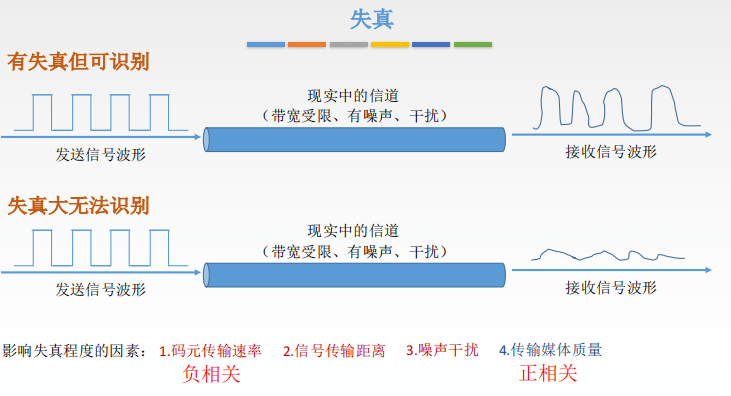 失真
有失真但可识别
现实中的信道
（带宽受限、有噪声、干扰）
发送信号波形
接收信号波形
失真大无法识别
现实中的信道
（带宽受限、有噪声、干扰）
发送信号波形
接收信号波形
影响失真程度的因素： 1.码元传输速率 2.信号传输距离 3.噪声干扰 4.传输媒体质量
负相关 正相关